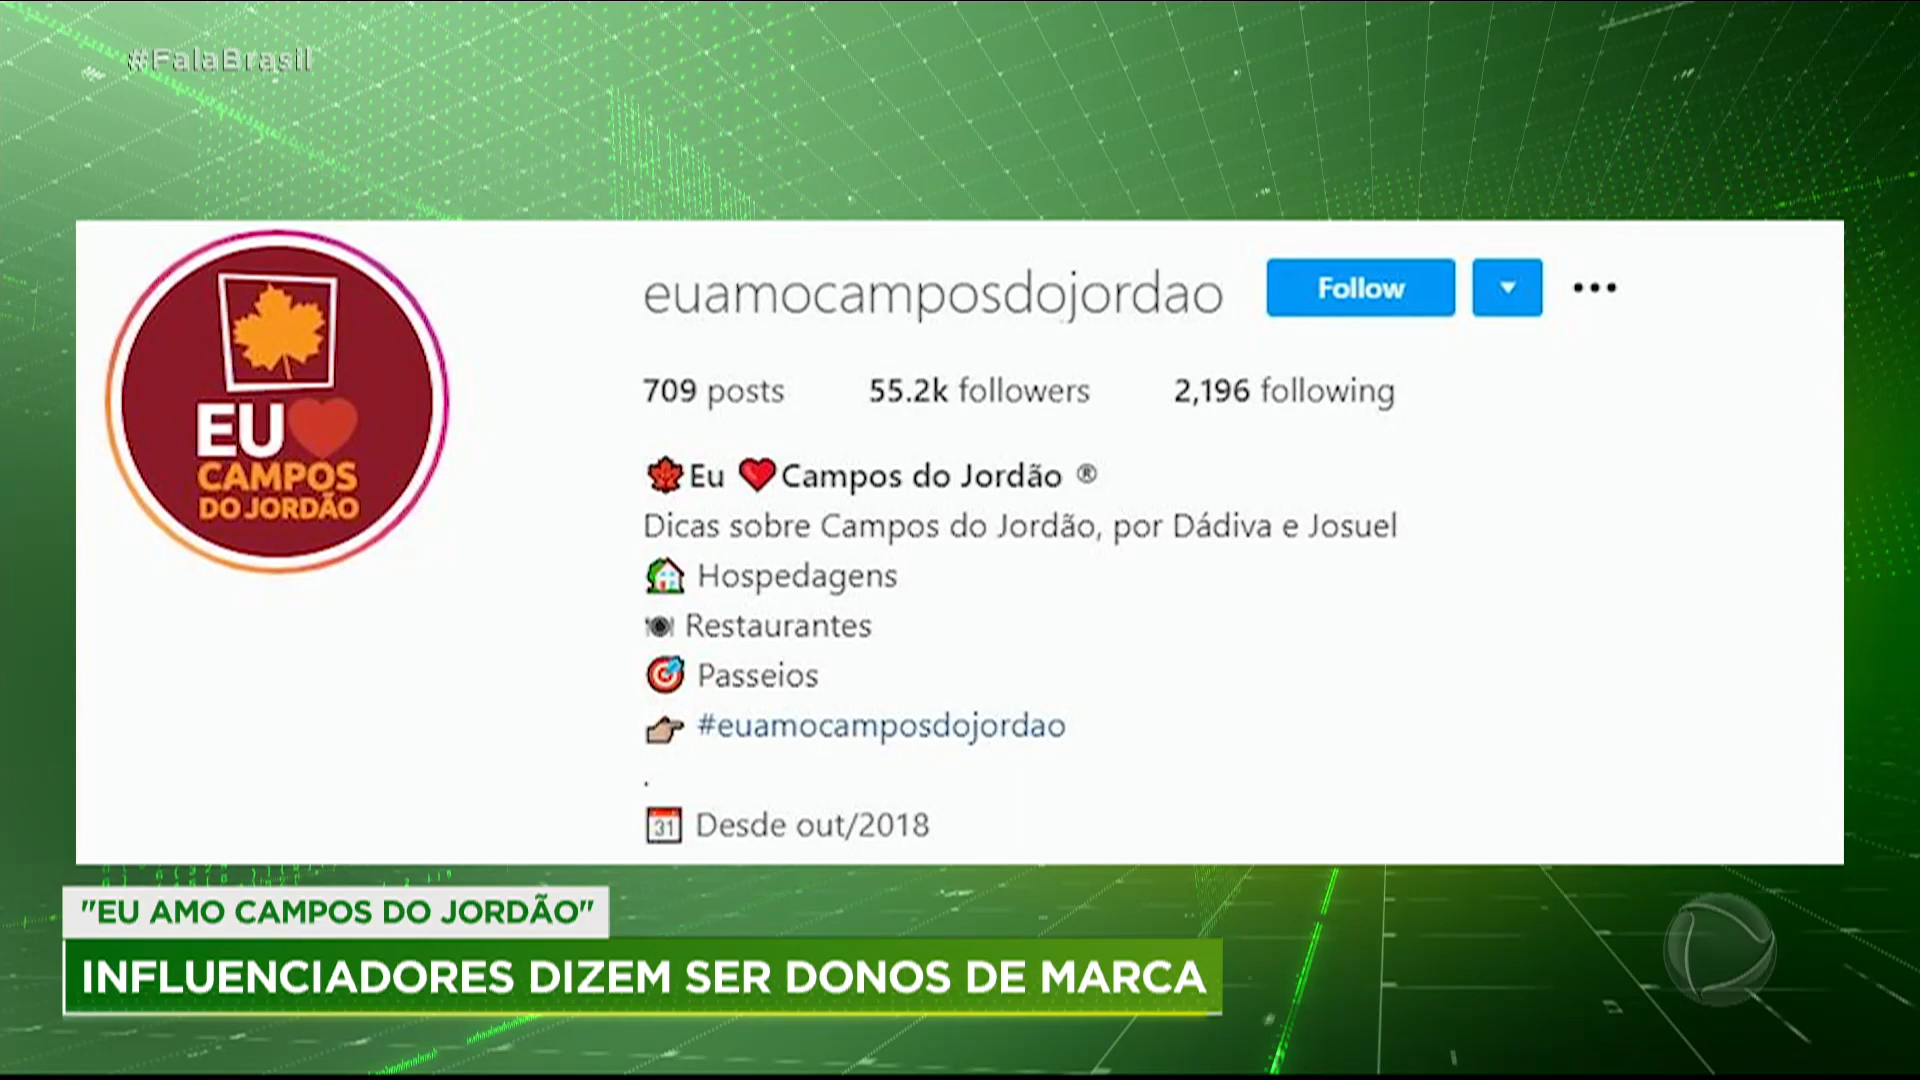 #FalaBrasil
euamocamposdojordao Follow
709 posts 55.2k followers 2,196 following
EU
CAMPOS
DO JORDÃO
Eu ❤️Campos do Jordão ®
Dicas sobre Campos do Jordão, por Dádiva e Josuel
Hospedagens
Restaurantes
Passeios
#euamocamposdojordao
.
31 Desde out/2018
"EU AMO CAMPOS DO JORDÃO"
INFLUENCIADORES DIZEM SER DONOS DE MARCA